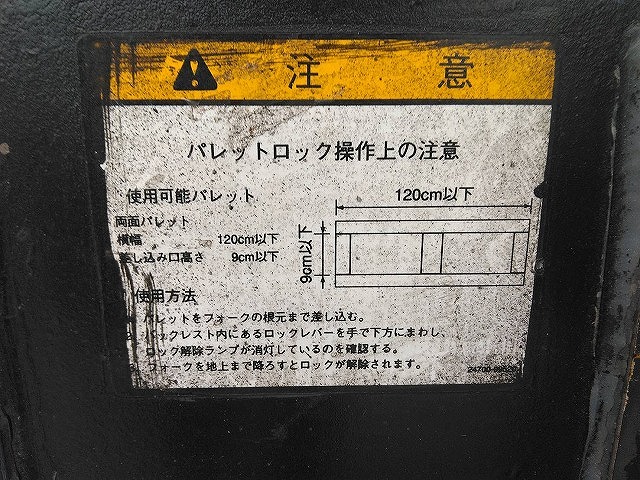 注 意
パレットロック操作上の注意
使用可能パレット
両面パレット
横幅 120cm以下
差し込み口高さ 9cm以下
120cm以下
9cm以下
使用方法
パレットをフォークの根元まで差し込む。
バックレスト内にあるロックレバーを手で下方にまわし、
ロック解除ランプが消灯しているのを確認する。
フォークを地上まで降ろすとロックが解除されます。